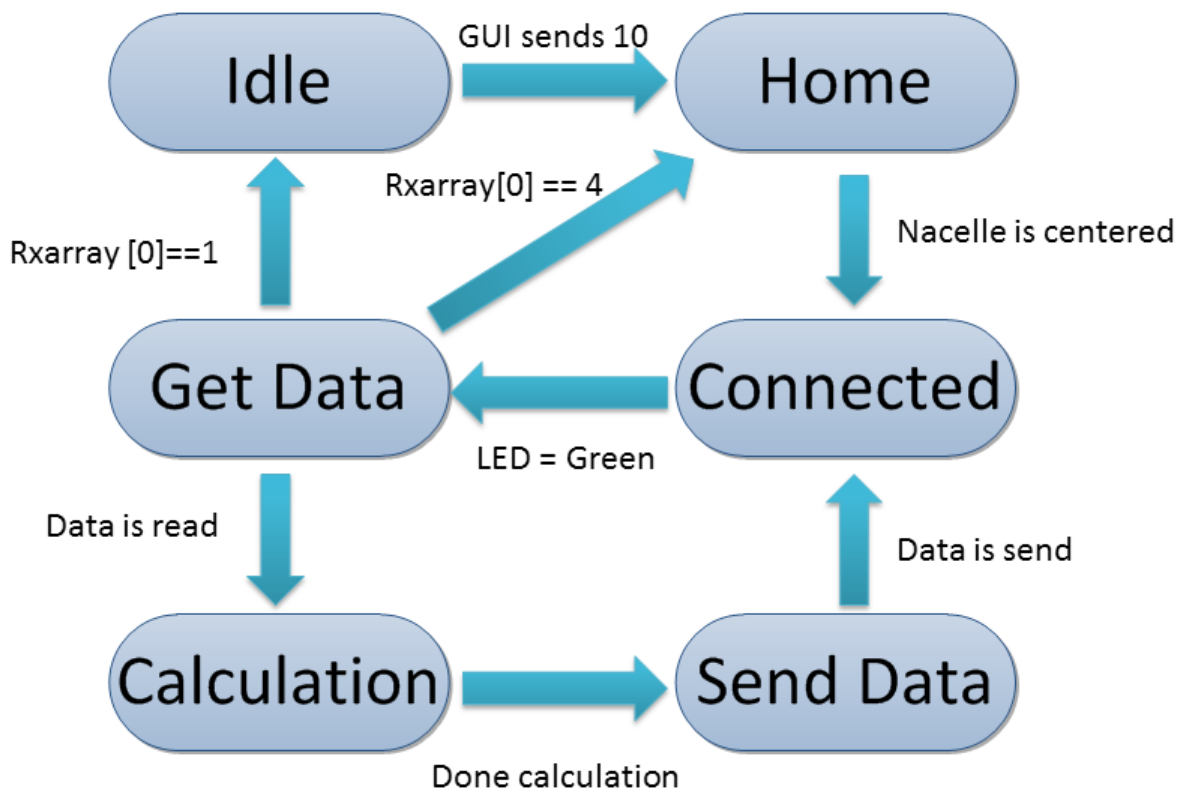 GUI sends 10
Idle
Home
Rxarray[0] == 4
Rxarray [0]==1
Nacelle is centered
Get Data
Connected
LED = Green
Data is read
Data is send
Calculation
Send Data
Done calculation